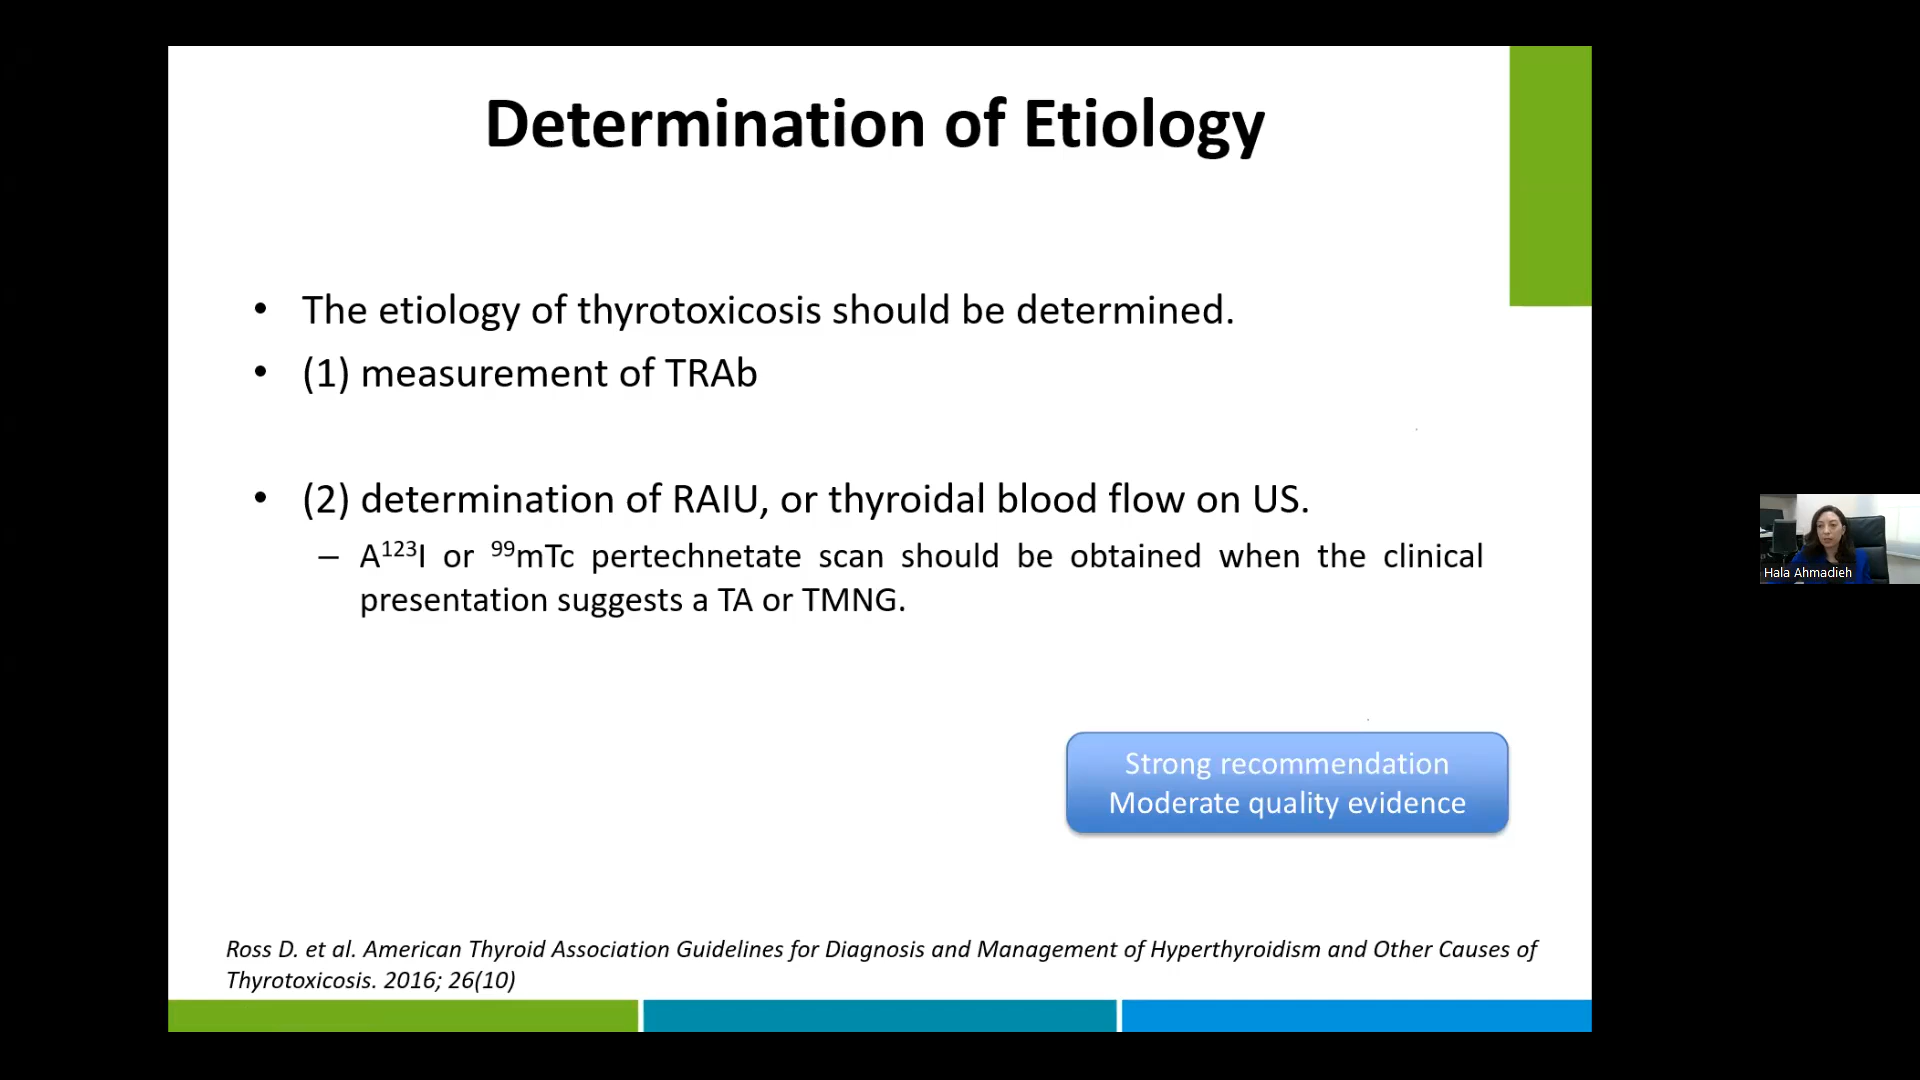 Determination of Etiology
• The etiology of thyrotoxicosis should be determined.
• (1) measurement of TRAb
• (2) determination of RAIU, or thyroidal blood flow on US.
– A¹²³I or ⁹⁹mTc pertechnetate scan should be obtained when the clinical
presentation suggests a TA or TMNG.
Strong recommendation
Moderate quality evidence
Ross D. et al. American Thyroid Association Guidelines for Diagnosis and Management of Hyperthyroidism and Other Causes of
Thyrotoxicosis. 2016; 26(10)
Hala Ahmadieh